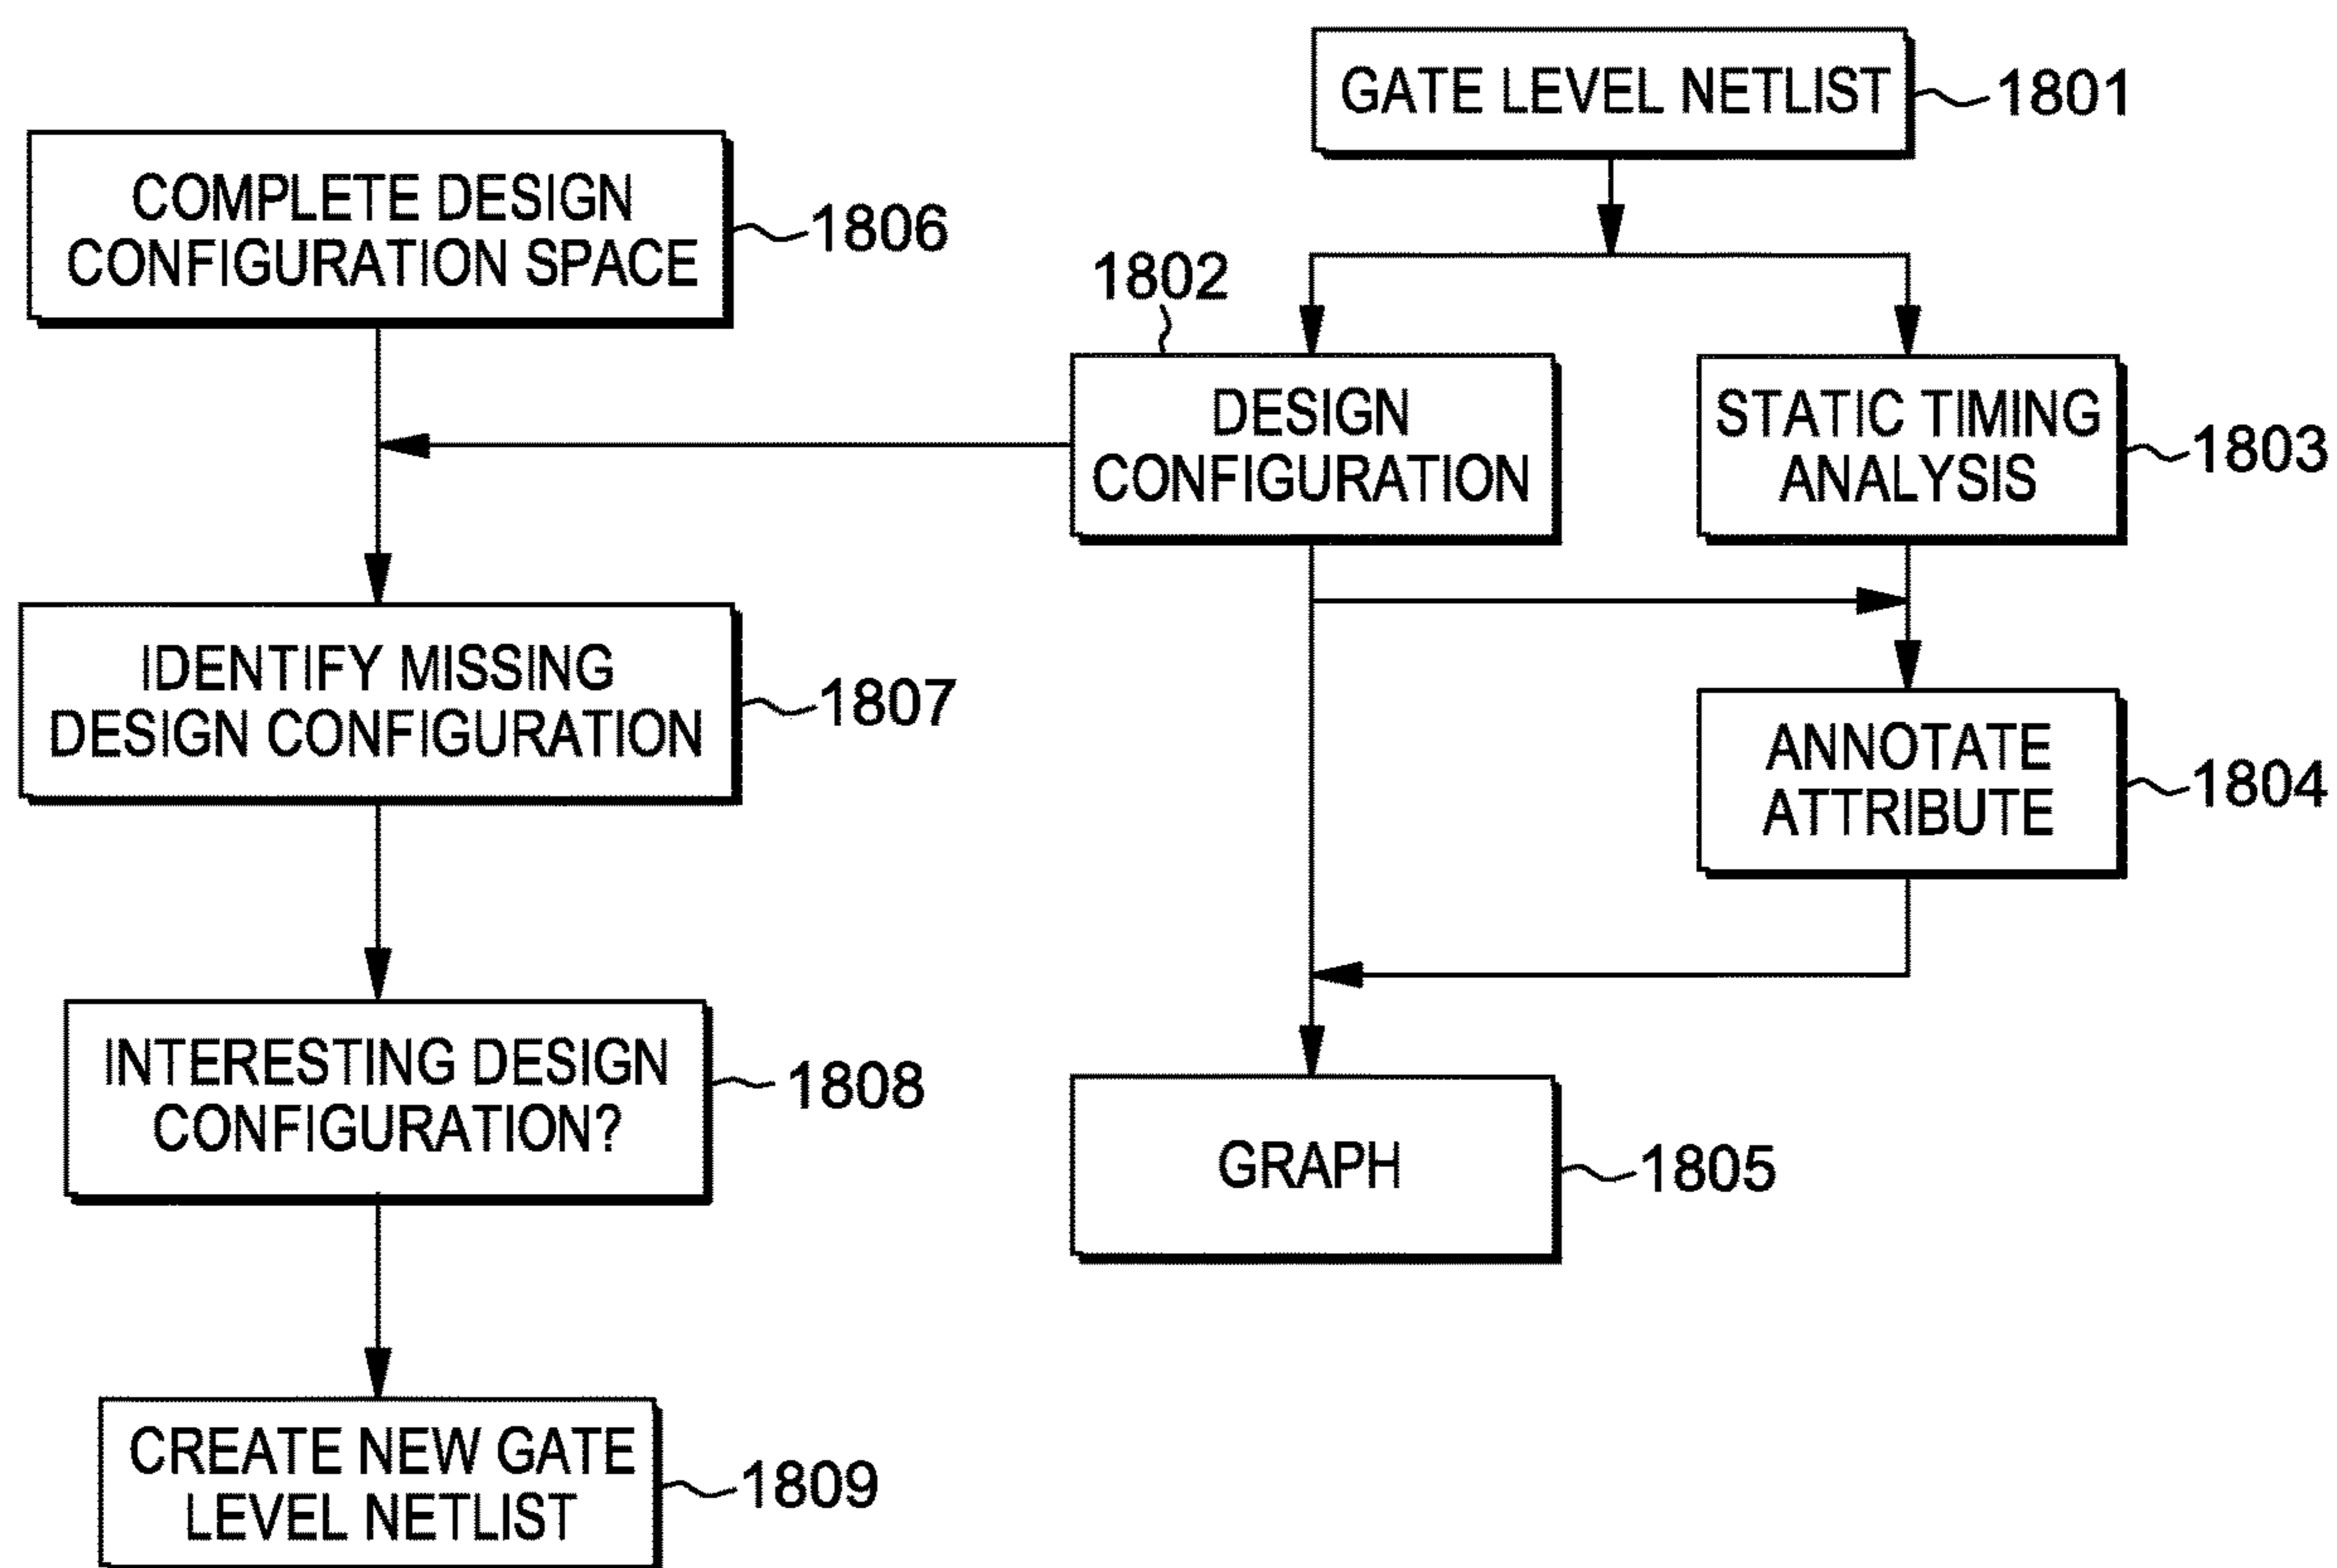 GATE LEVEL NETLIST
1801
COMPLETE DESIGN
CONFIGURATION SPACE
1806
1802
DESIGN
CONFIGURATION
STATIC TIMING
ANALYSIS
1803
IDENTIFY MISSING
DESIGN CONFIGURATION
1807
ANNOTATE
ATTRIBUTE
1804
INTERESTING DESIGN
CONFIGURATION?
1808
GRAPH
1805
CREATE NEW GATE
LEVEL NETLIST
1809